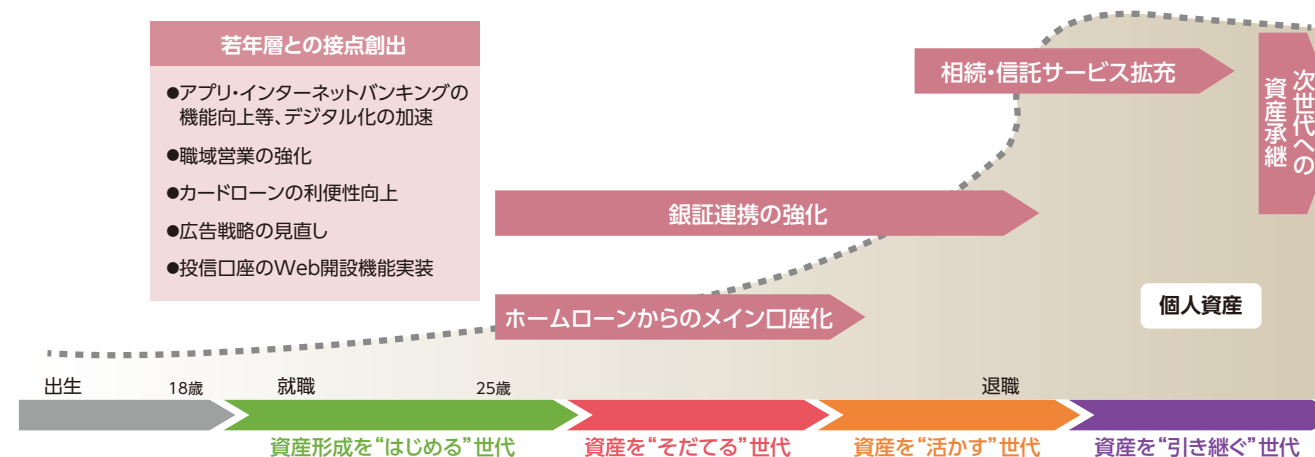 若年層との接点創出
●アプリ・インターネットバンキングの
機能向上等、デジタル化の加速
●職域営業の強化
●カードローンの利便性向上
●広告戦略の見直し
●投信口座のWeb開設機能実装
相続・信託サービス拡充
次世代への
資産承継
銀証連携の強化
ホームローンからのメイン口座化
個人資産
出生
18歳
就職
25歳
退職
資産形成を“はじめる”世代
資産を“そだてる”世代
資産を“活かす”世代
資産を“引き継ぐ”世代